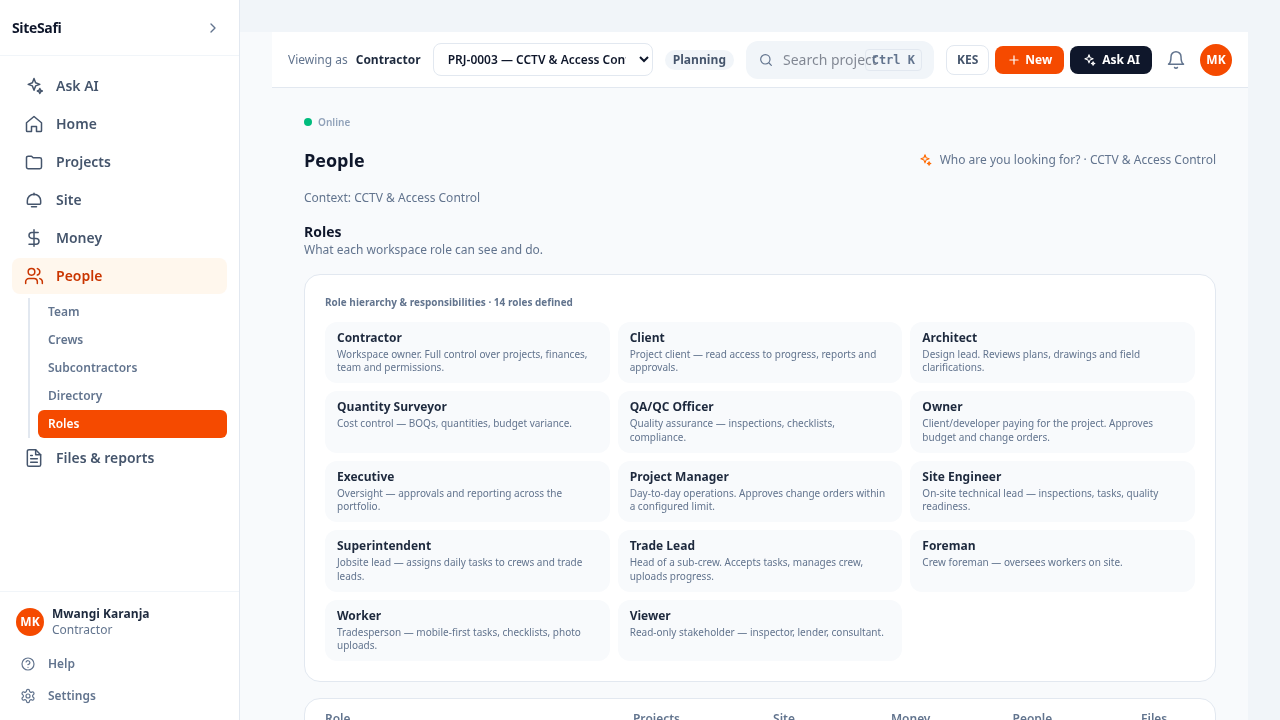 SiteSafi
Ask AI
Home
Projects
Site
Money
People
Team
Crews
Subcontractors
Directory
Roles
Files & reports
MK
Mwangi Karanja
Contractor
Help
Settings
Viewing as Contractor
PRJ-0003 — CCTV & Access Con
Planning
Search project
Ctrl K
KES
New
Ask AI
MK
Online
People
Who are you looking for? · CCTV & Access Control
Context: CCTV & Access Control
Roles
What each workspace role can see and do.
Role hierarchy & responsibilities · 14 roles defined
Contractor
Workspace owner. Full control over projects, finances,
team and permissions.
Client
Project client — read access to progress, reports and
approvals.
Architect
Design lead. Reviews plans, drawings and field
clarifications.
Quantity Surveyor
Cost control — BOQs, quantities, budget variance.
QA/QC Officer
Quality assurance — inspections, checklists,
compliance.
Owner
Client/developer paying for the project. Approves
budget and change orders.
Executive
Oversight — approvals and reporting across the
portfolio.
Project Manager
Day-to-day operations. Approves change orders within
a configured limit.
Site Engineer
On-site technical lead — inspections, tasks, quality
readiness.
Superintendent
Jobsite lead — assigns daily tasks to crews and trade
leads.
Trade Lead
Head of a sub-crew. Accepts tasks, manages crew,
uploads progress.
Foreman
Crew foreman — oversees workers on site.
Worker
Tradesperson — mobile-first tasks, checklists, photo
uploads.
Viewer
Read-only stakeholder — inspector, lender, consultant.
Role Projects Site Money People Files